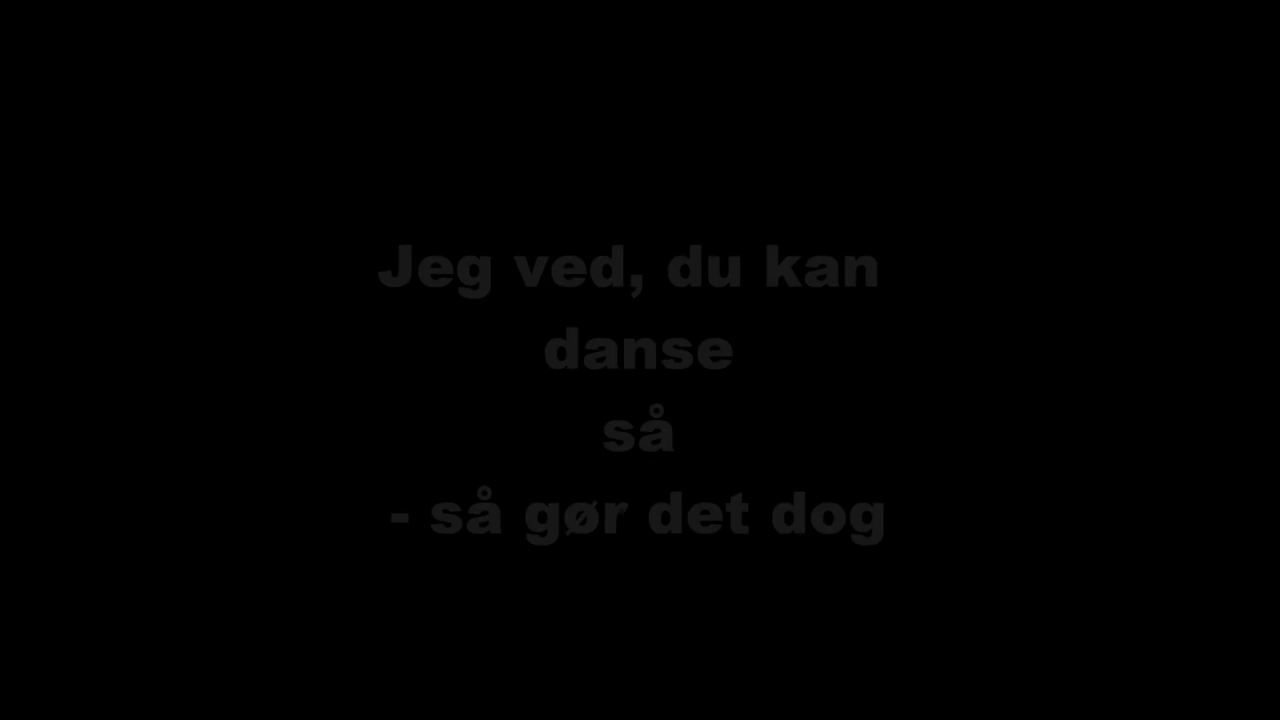 Jeg ved, du kan
danse
så
- så gør det dog